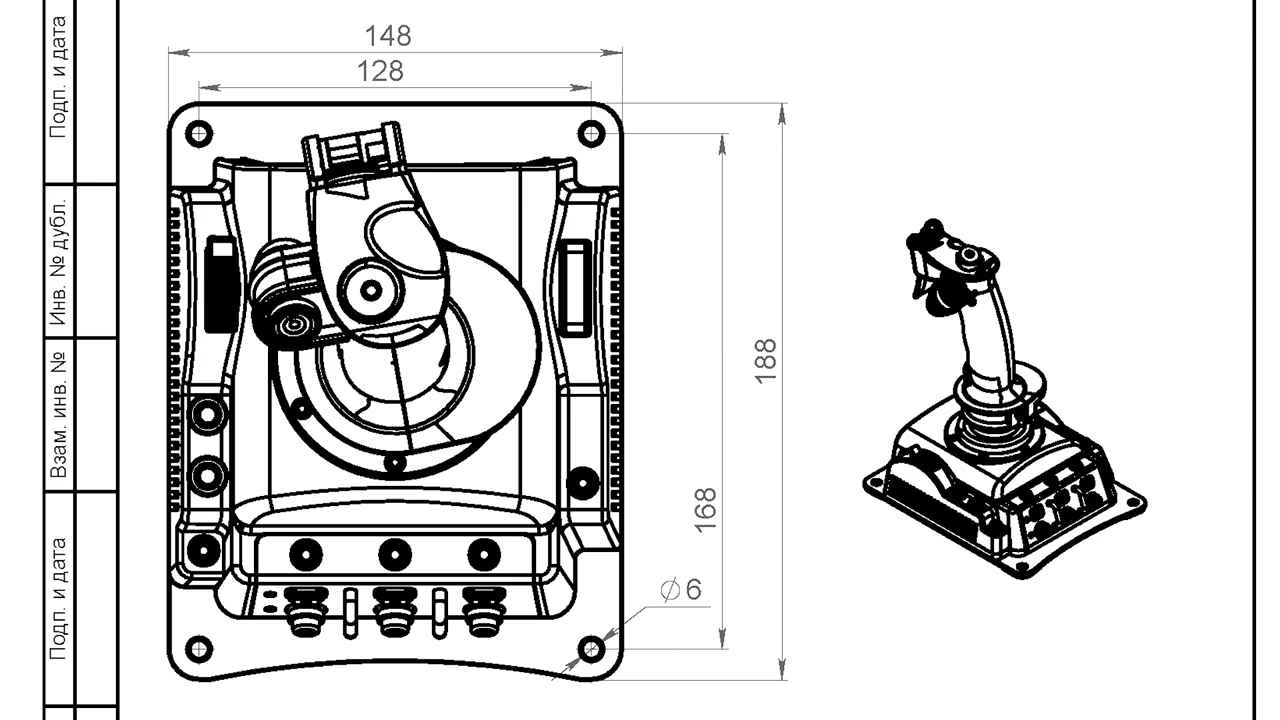 Подп. и дата
Инв. № дубл.
Взам. инв. №
Подп. и дата
148
128
188
168
∅6